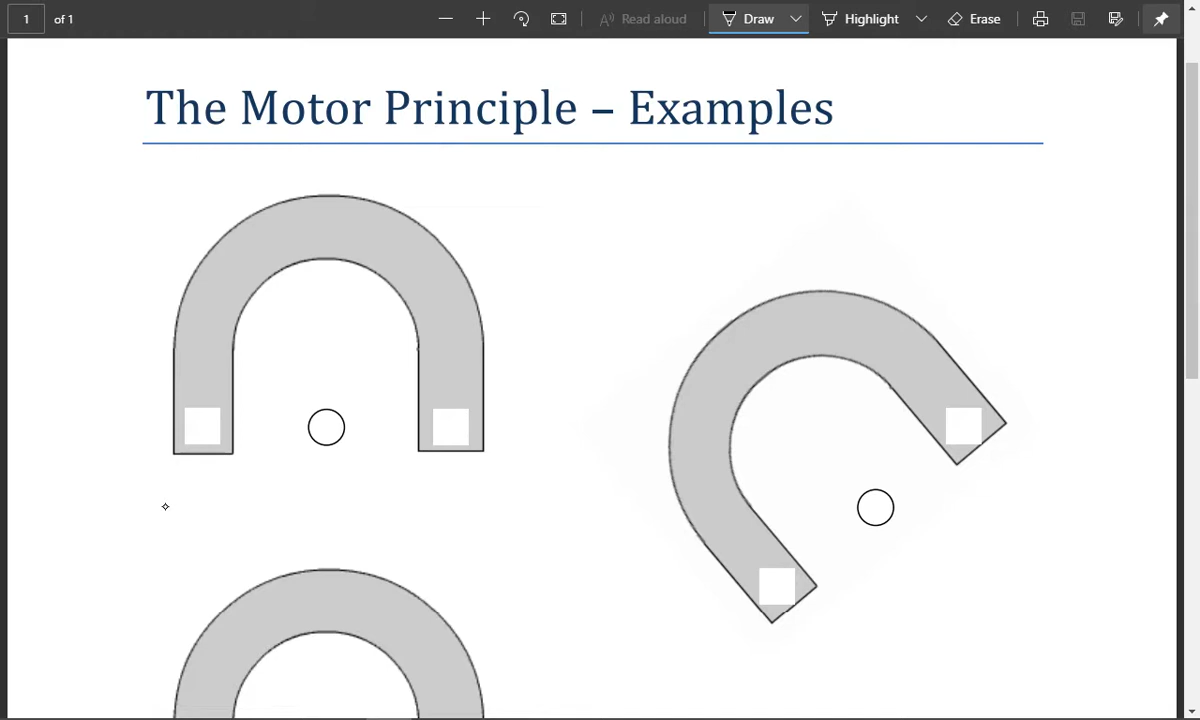 1 of 1 Read aloud Draw Highlight Erase
The Motor Principle – Examples